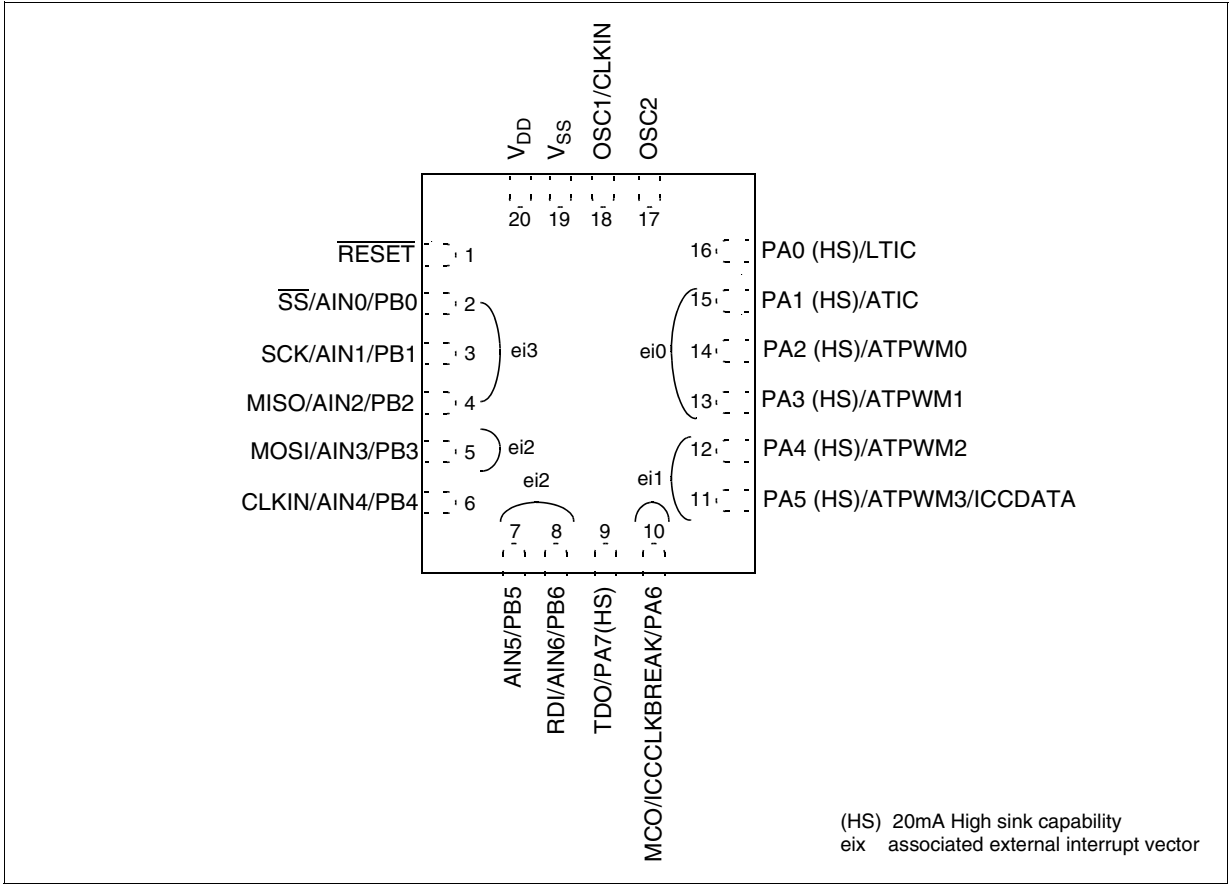 VDD
VSS
OSC1/CLKIN
OSC2
20
19
18
17
RESET
1
SS/AIN0/PB0
2
SCK/AIN1/PB1
3
MISO/AIN2/PB2
4
MOSI/AIN3/PB3
5
CLKIN/AIN4/PB4
6
ei3
ei2
ei2
ei0
ei1
16
PA0 (HS)/LTIC
15
PA1 (HS)/ATIC
14
PA2 (HS)/ATPWM0
13
PA3 (HS)/ATPWM1
12
PA4 (HS)/ATPWM2
11
PA5 (HS)/ATPWM3/ICCDATA
7
8
9
10
AIN5/PB5
RDI/AIN6/PB6
TDO/PA7(HS)
MCO/ICCCLKBREAK/PA6
(HS) 20mA High sink capability
eix associated external interrupt vector